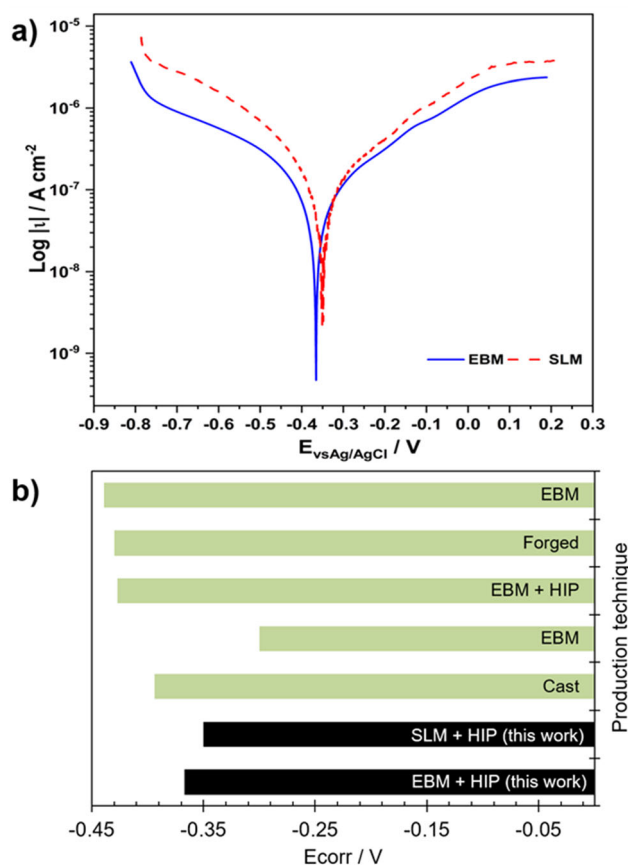 a)
10⁻⁵
10⁻⁶
10⁻⁷
10⁻⁸
10⁻⁹
Log |ι| / A cm⁻²
EBM
SLM
-0.9 -0.8 -0.7 -0.6 -0.5 -0.4 -0.3 -0.2 -0.1 0.0 0.1 0.2 0.3
EvsAg/AgCl / V
b)
EBM
Forged
EBM + HIP
EBM
Cast
SLM + HIP (this work)
EBM + HIP (this work)
Production technique
-0.45 -0.35 -0.25 -0.15 -0.05
Ecorr / V